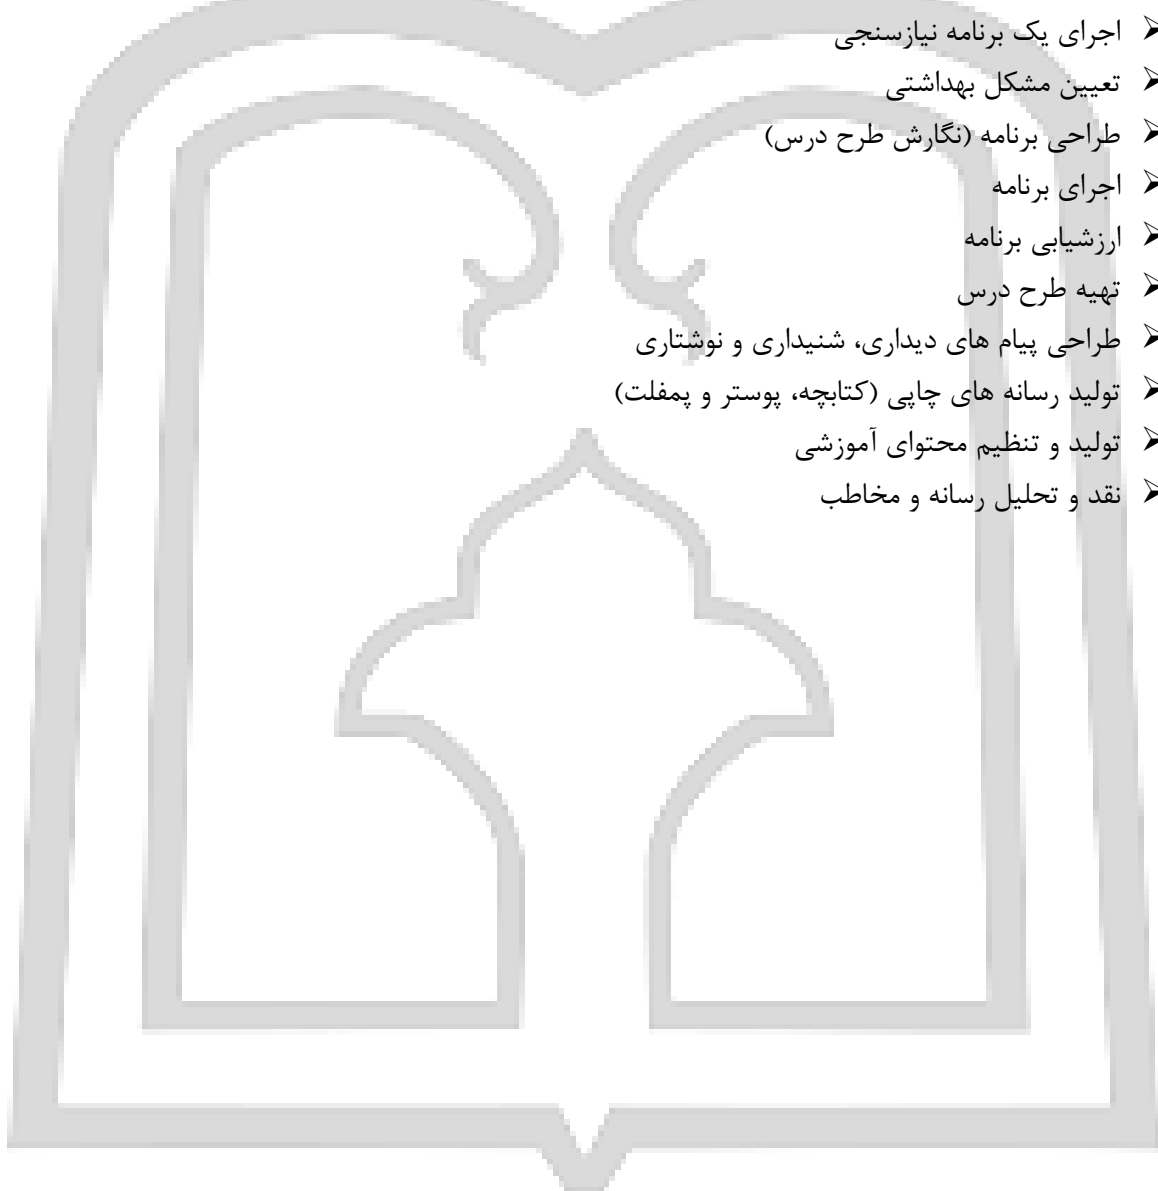 ➢ اجرای یک برنامه نیازسنجی
➢ تعیین مشکل بهداشتی
➢ طراحی برنامه (نگارش طرح درس)
➢ اجرای برنامه
➢ ارزشیابی برنامه
➢ تهیه طرح درس
➢ طراحی پیام های دیداری، شنیداری و نوشتاری
➢ تولید رسانه های چاپی (کتابچه، پوستر و پمفلت)
➢ تولید و تنظیم محتوای آموزشی
➢ نقد و تحلیل رسانه و مخاطب